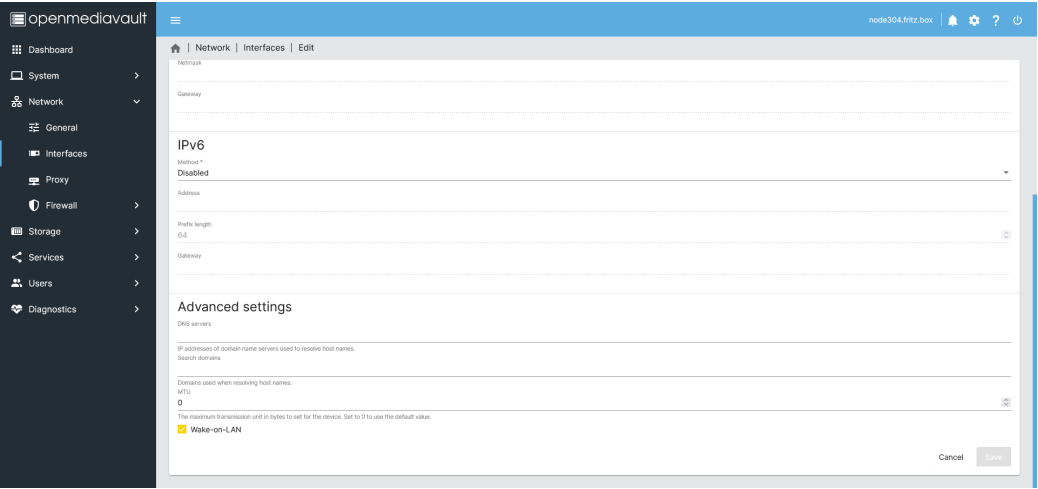 openmediavault
node304.fritz.box
Dashboard
System
Network
General
Interfaces
Proxy
Firewall
Storage
Services
Users
Diagnostics
| Network | Interfaces | Edit
Netmask
Gateway
IPv6
Method *
Disabled
Address
Prefix length
64
Gateway
Advanced settings
DNS servers
IP addresses of domain name servers used to resolve host names.
Search domains
Domains used when resolving host names.
MTU
0
The maximum transmission unit in bytes to set for the device. Set to 0 to use the default value.
Wake-on-LAN
Cancel Save